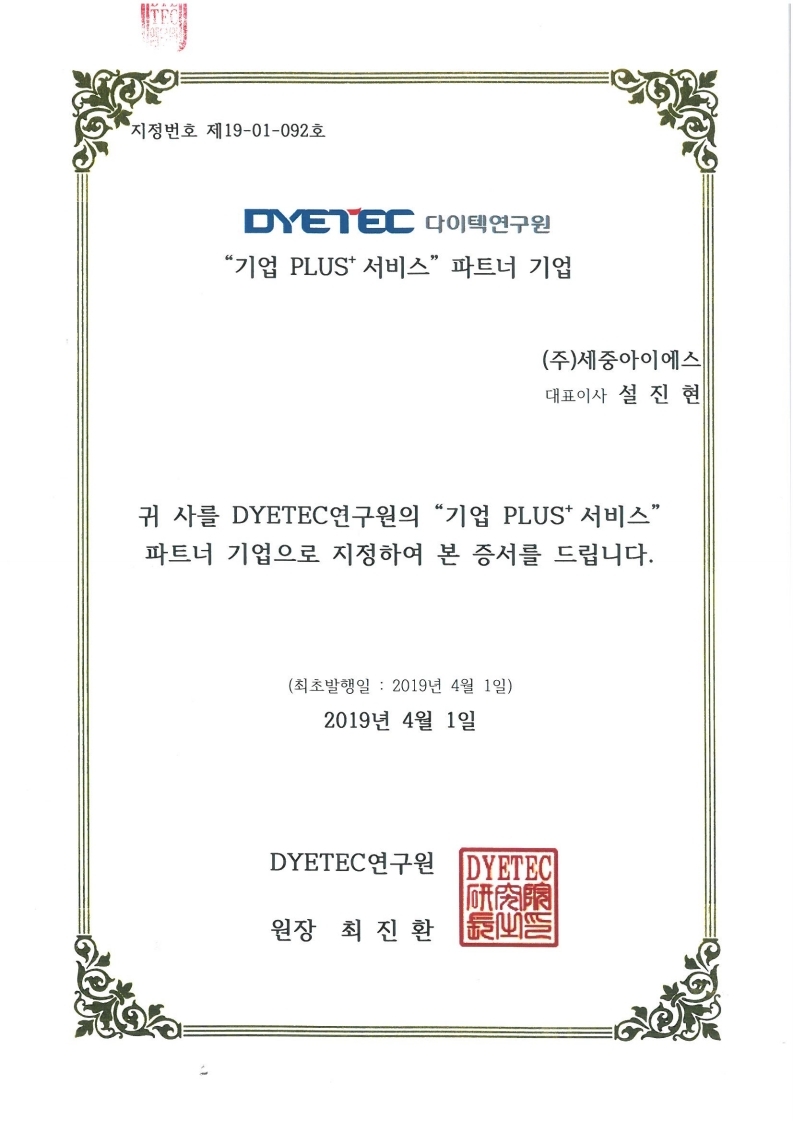 지정번호 제19-01-092호
DYETEC 다이텍연구원
“기업 PLUS⁺ 서비스” 파트너 기업
(주)세중아이에스
대표이사 설 진 현
귀 사를 DYETEC연구원의 “기업 PLUS⁺ 서비스”
파트너 기업으로 지정하여 본 증서를 드립니다.
(최초발행일 : 2019년 4월 1일)
2019년 4월 1일
DYETEC연구원
원장 최 진 환
DYETEC
研究院
長之印